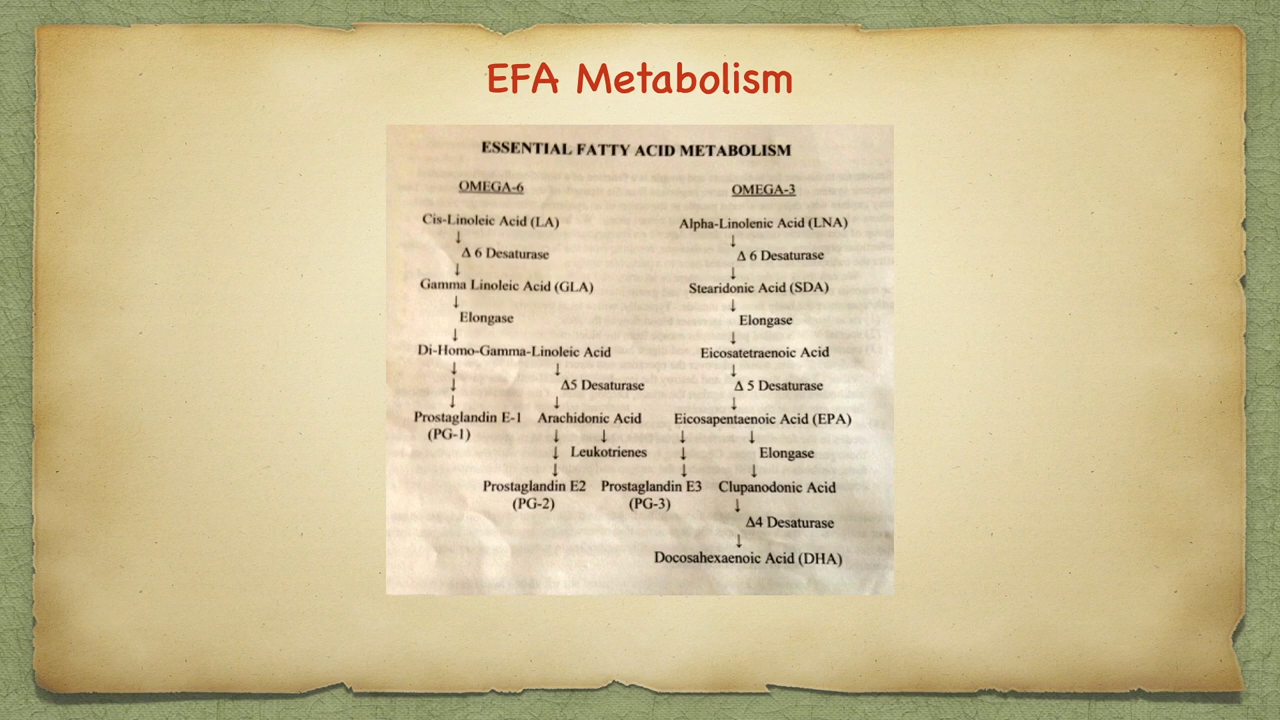 EFA Metabolism
ESSENTIAL FATTY ACID METABOLISM
OMEGA-6
OMEGA-3
Cis-Linoleic Acid (LA)
Alpha-Linolenic Acid (LNA)
↓
↓
Δ 6 Desaturase
Δ 6 Desaturase
↓
↓
Gamma Linoleic Acid (GLA)
Stearidonic Acid (SDA)
↓
↓
Elongase
Elongase
↓
↓
Di-Homo-Gamma-Linoleic Acid
Eicosatetraenoic Acid
↓ ↓
↓
↓ Δ5 Desaturase
Δ 5 Desaturase
↓ ↓
↓
Prostaglandin E-1 Arachidonic Acid
Eicosapentaenoic Acid (EPA)
(PG-1)
↓ ↓
↓ ↓
↓ Leukotrienes
↓ Elongase
↓
↓ ↓
Prostaglandin E2 Prostaglandin E3 Clupanodonic Acid
(PG-2) (PG-3)
↓
Δ4 Desaturase
↓
Docosahexaenoic Acid (DHA)